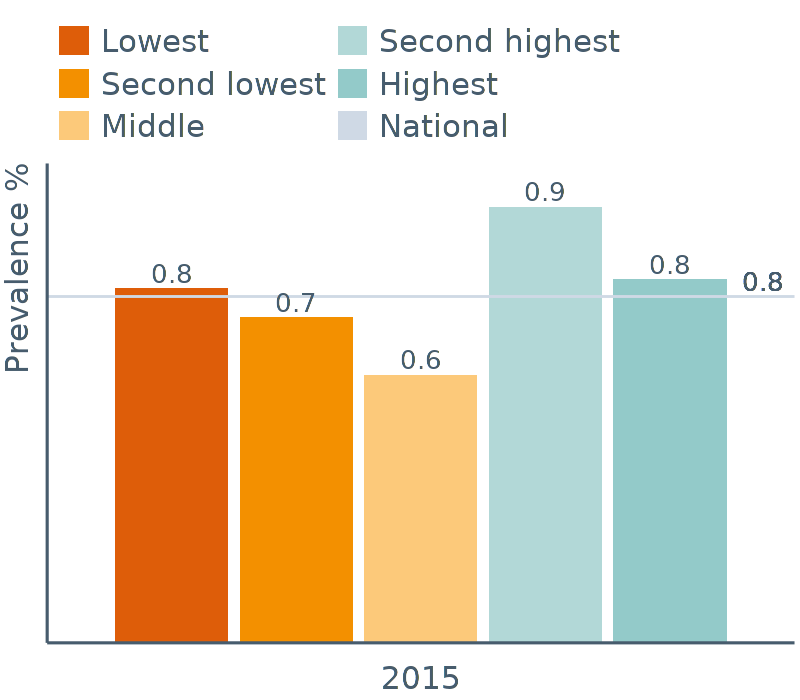 Lowest
Second lowest
Middle
Second highest
Highest
National
Prevalence %
0.8
0.7
0.6
0.9
0.8
0.8
2015